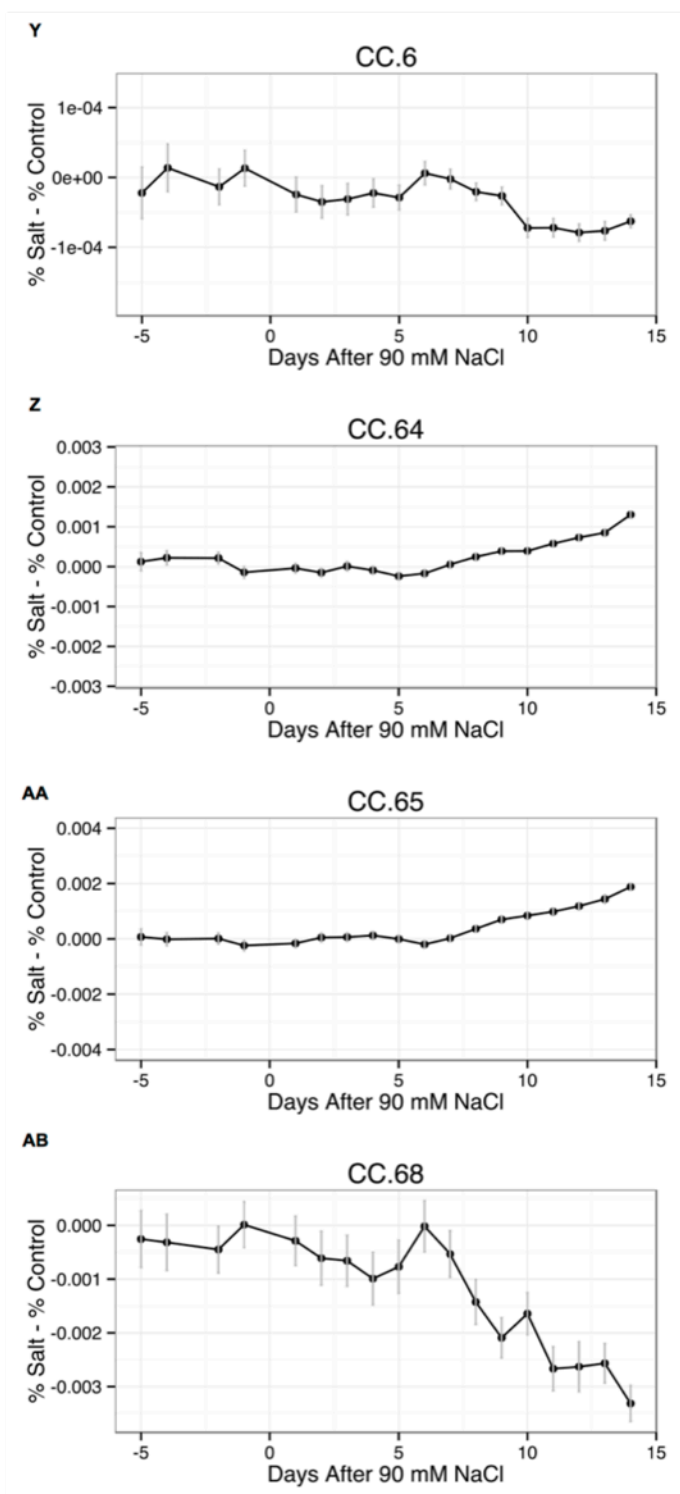 Y
CC.6
% Salt - % Control
1e-04
0e+00
-1e-04
-5 0 5 10 15
Days After 90 mM NaCl
Z
CC.64
% Salt - % Control
0.003
0.002
0.001
0.000
-0.001
-0.002
-0.003
-5 0 5 10 15
Days After 90 mM NaCl
AA
CC.65
% Salt - % Control
0.004
0.002
0.000
-0.002
-0.004
-5 0 5 10 15
Days After 90 mM NaCl
AB
CC.68
% Salt - % Control
0.000
-0.001
-0.002
-0.003
-5 0 5 10 15
Days After 90 mM NaCl